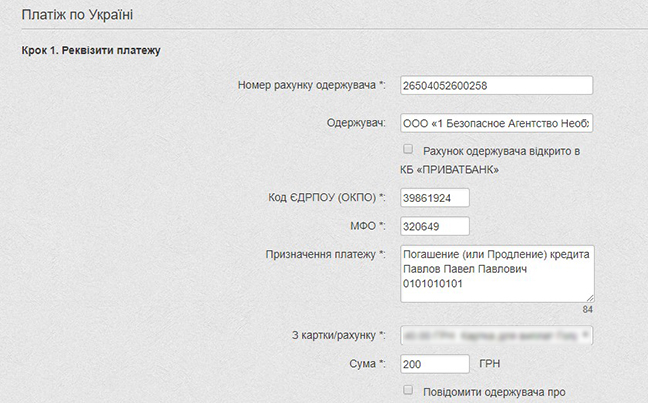 Платіж по Україні
Крок 1. Реквізити платежу
Номер рахунку одержувача *: 26504052600258
Одержувач: ООО «1 Безопасное Агентство Необ
Рахунок одержувача відкрито в
КБ «ПРИВАТБАНК»
Код ЄДРПОУ (ОКПО) *: 39861924
МФО *: 320649
Призначення платежу *: Погашение (или Продление) кредита
Павлов Павел Павлович
0101010101
84
З картки/рахунку *:
Сума *: 200 ГРН
Повідомити одержувача про